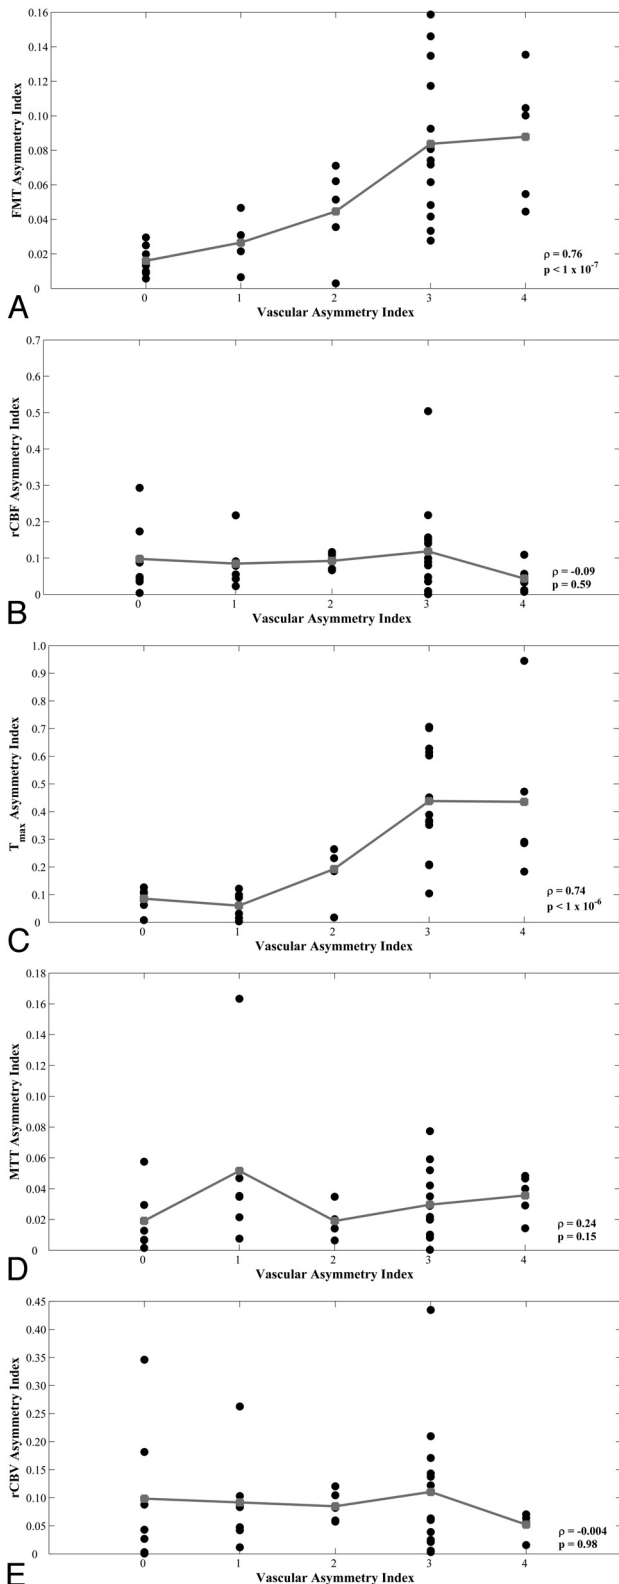 0.16
0.14
0.12
0.10
0.08
0.06
0.04
0.02
0
FMT Asymmetry Index
0 1 2 3 4
Vascular Asymmetry Index
ρ = 0.76
p < 1 x 10-7
A
0.7
0.6
0.5
0.4
0.3
0.2
0.1
0
rCBF Asymmetry Index
0 1 2 3 4
Vascular Asymmetry Index
ρ = -0.09
p = 0.59
B
1.0
0.9
0.8
0.7
0.6
0.5
0.4
0.3
0.2
0.1
0
Tmax Asymmetry Index
0 1 2 3 4
Vascular Asymmetry Index
ρ = 0.74
p < 1 x 10-6
C
0.18
0.16
0.14
0.12
0.10
0.08
0.06
0.04
0.02
0
MTT Asymmetry Index
0 1 2 3 4
Vascular Asymmetry Index
ρ = 0.24
p = 0.15
D
0.45
0.40
0.35
0.30
0.25
0.20
0.15
0.10
0.05
0
rCBV Asymmetry Index
0 1 2 3 4
Vascular Asymmetry Index
ρ = -0.004
p = 0.98
E